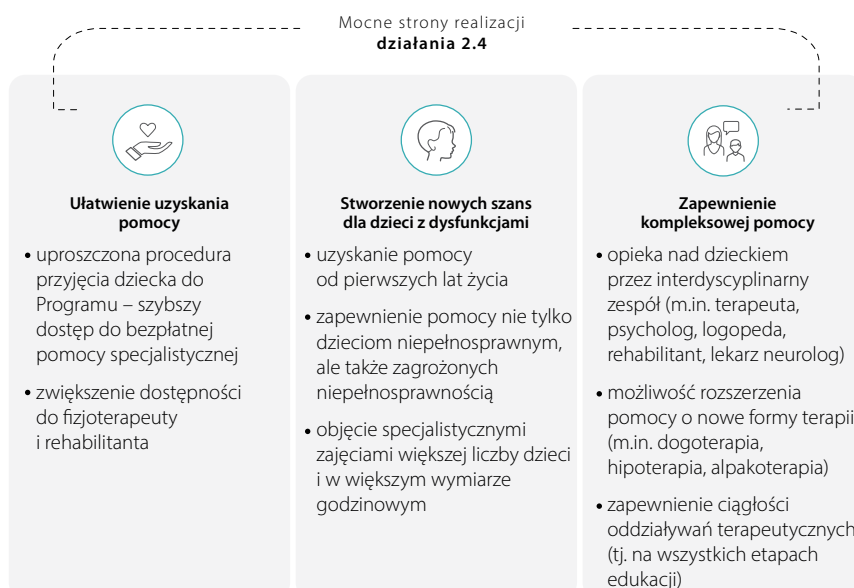 Mocne strony realizacji
działania 2.4
Ułatwienie uzyskania
pomocy
• uproszczona procedura
przyjęcia dziecka do
Programu – szybszy
dostęp do bezpłatnej
pomocy specjalistycznej
• zwiększenie dostępności
do fizjoterapeuty
i rehabilitanta
Stworzenie nowych szans
dla dzieci z dysfunkcjami
• uzyskanie pomocy
od pierwszych lat życia
• zapewnienie pomocy nie tylko
dzieciom niepełnosprawnym,
ale także zagrożonych
niepełnosprawnością
• objęcie specjalistycznymi
zajęciami większej liczby dzieci
i w większym wymiarze
godzinowym
Zapewnienie
kompleksowej pomocy
• opieka nad dzieckiem
przez interdyscyplinarny
zespół (m.in. terapeuta,
psycholog, logopeda,
rehabilitant, lekarz neurolog)
• możliwość rozszerzenia
pomocy o nowe formy terapii
(m.in. dogoterapia,
hipoterapia, alpakoterapia)
• zapewnienie ciągłości
oddziaływań terapeutycznych
(tj. na wszystkich etapach
edukacji)